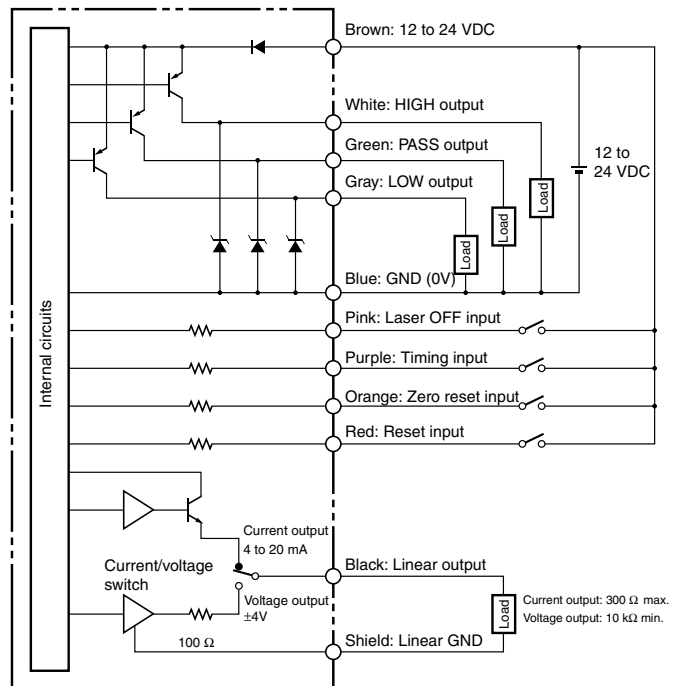 Brown: 12 to 24 VDC
White: HIGH output
Green: PASS output
12 to
24 VDC
Gray: LOW output
Load
Load
Load
Blue: GND (0V)
Internal circuits
Pink: Laser OFF input
Purple: Timing input
Orange: Zero reset input
Red: Reset input
Current output
4 to 20 mA
Current/voltage
switch
Black: Linear output
Voltage output
±4V
Load
Current output: 300 Ω max.
Voltage output: 10 kΩ min.
100 Ω
Shield: Linear GND